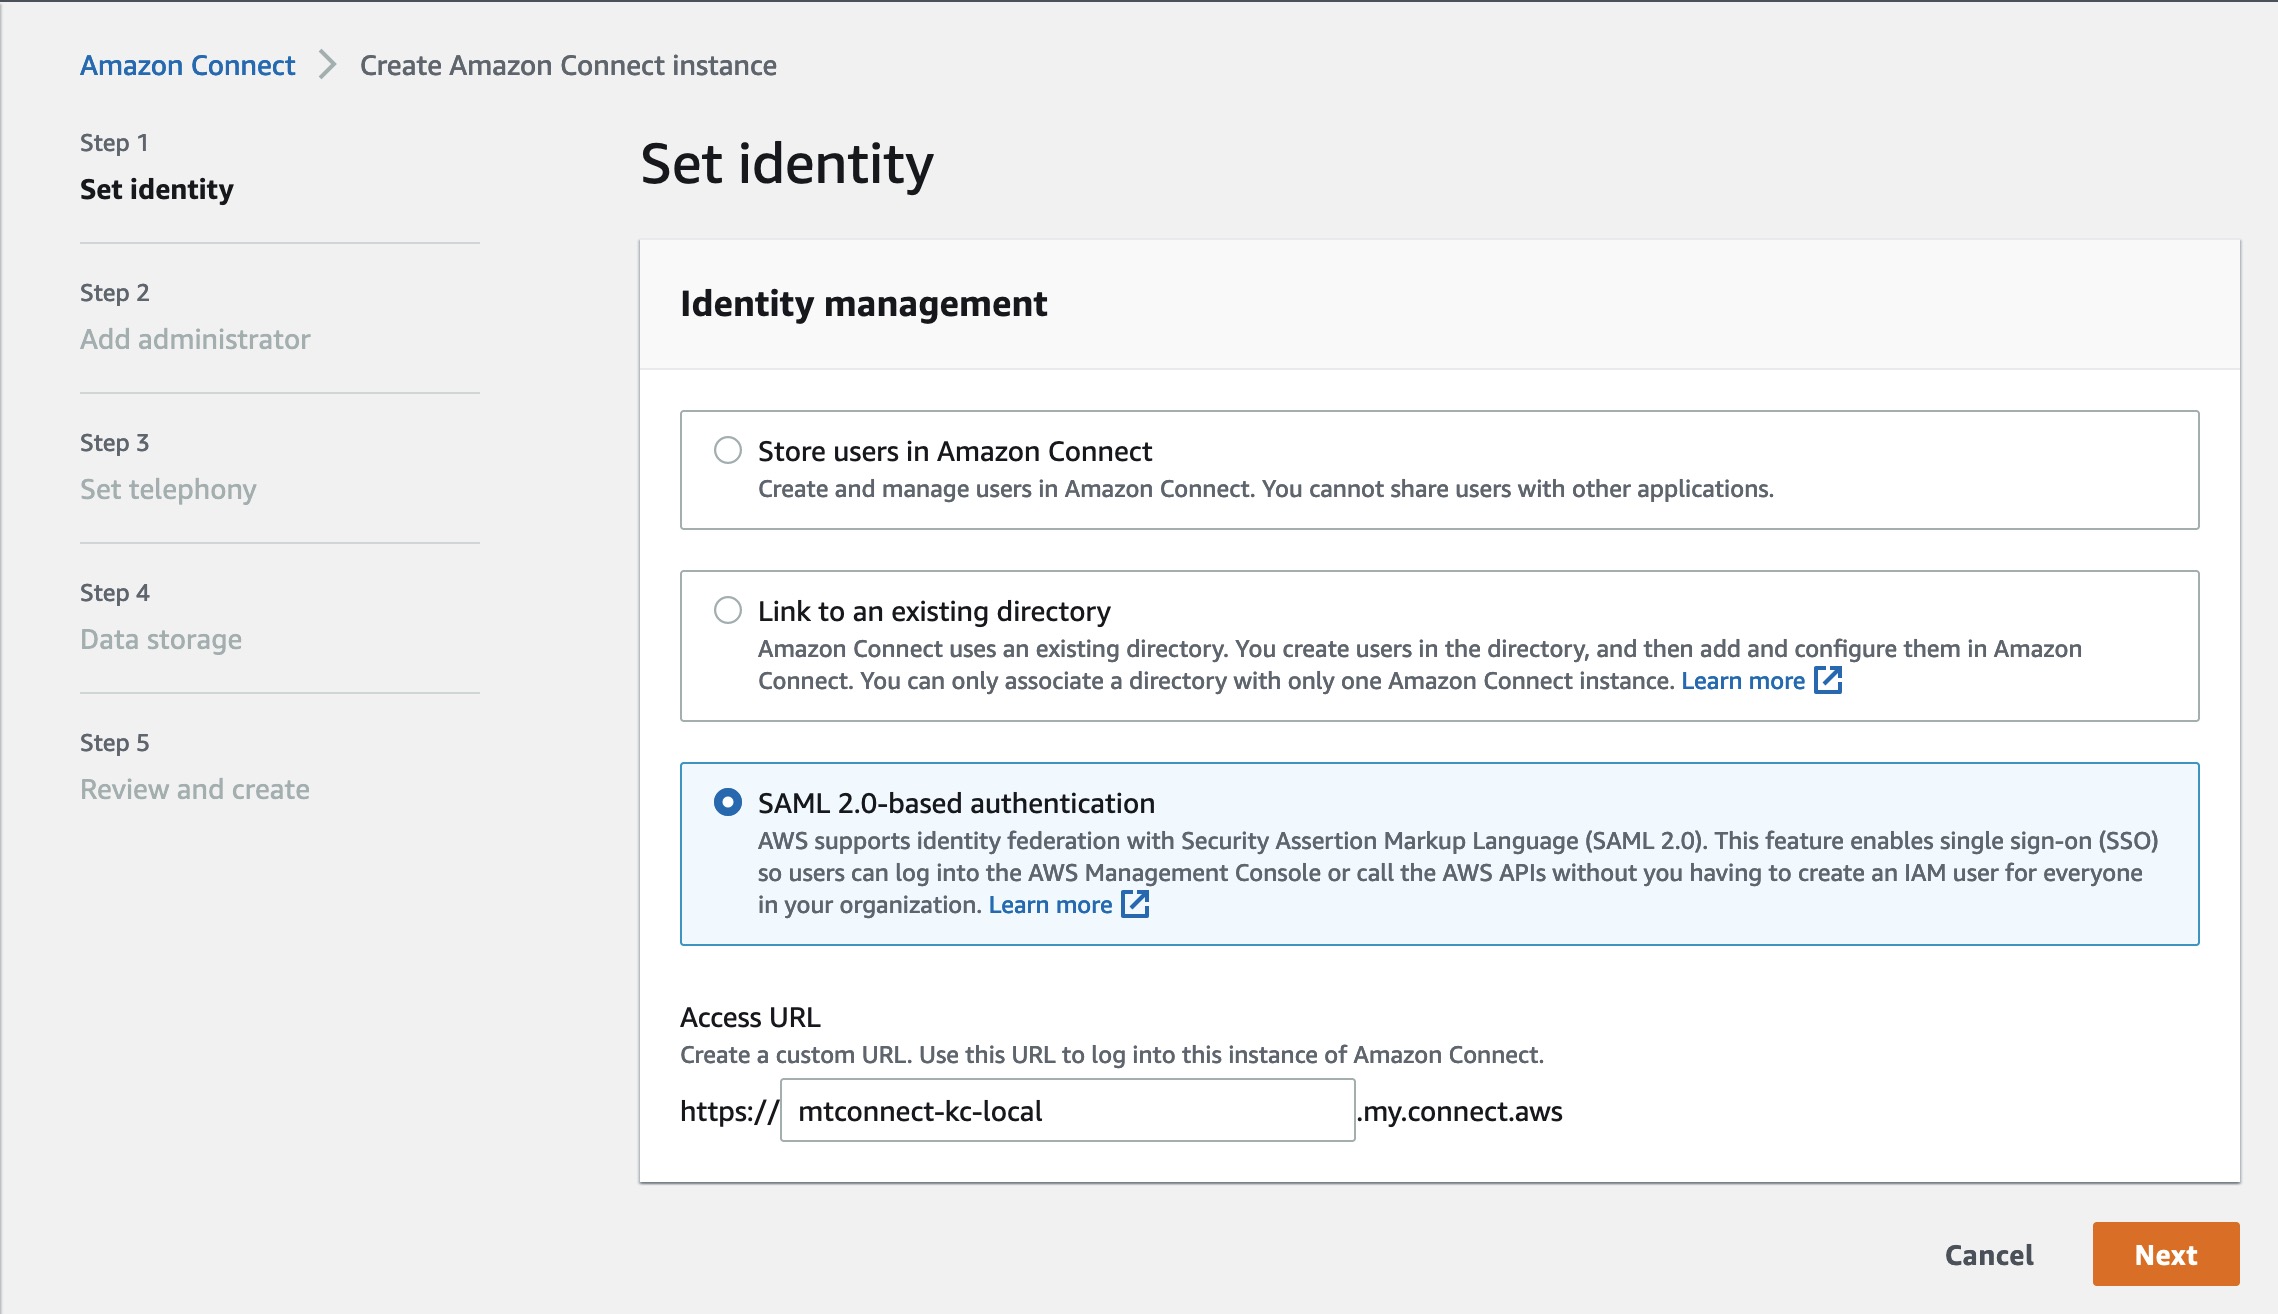 Amazon Connect > Create Amazon Connect instance
Step 1
Set identity
Step 2
Add administrator
Step 3
Set telephony
Step 4
Data storage
Step 5
Review and create
Set identity
Identity management
Store users in Amazon Connect
Create and manage users in Amazon Connect. You cannot share users with other applications.
Link to an existing directory
Amazon Connect uses an existing directory. You create users in the directory, and then add and configure them in Amazon
Connect. You can only associate a directory with only one Amazon Connect instance. Learn more
SAML 2.0-based authentication
AWS supports identity federation with Security Assertion Markup Language (SAML 2.0). This feature enables single sign-on (SSO)
so users can log into the AWS Management Console or call the AWS APIs without you having to create an IAM user for everyone
in your organization. Learn more
Access URL
Create a custom URL. Use this URL to log into this instance of Amazon Connect.
https:// mtconnect-kc-local .my.connect.aws
Cancel Next